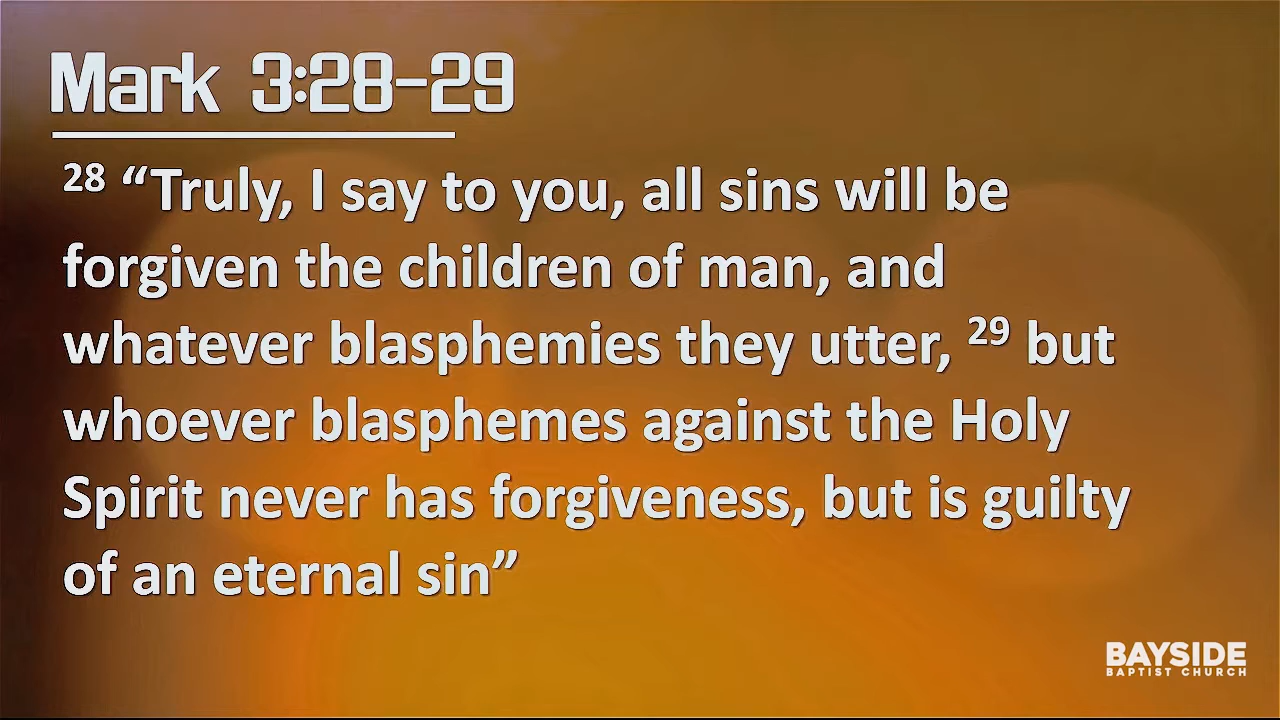 Mark 3:28-29
28 “Truly, I say to you, all sins will be
forgiven the children of man, and
whatever blasphemies they utter, 29 but
whoever blasphemes against the Holy
Spirit never has forgiveness, but is guilty
of an eternal sin”
BAYSIDE
BAPTIST CHURCH